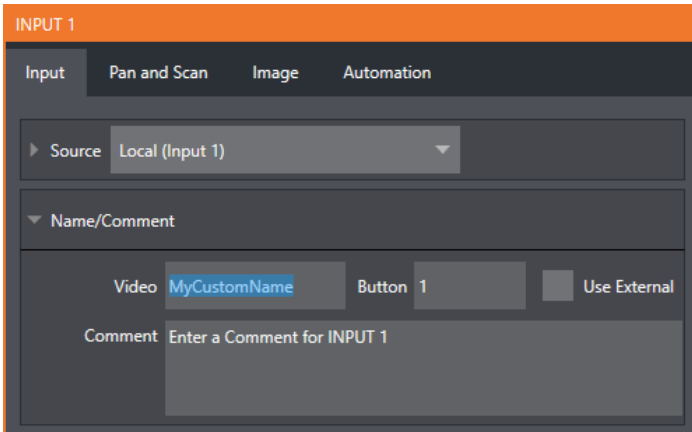 INPUT 1
Input Pan and Scan Image Automation
Source Local (Input 1)
Name/Comment
Video MyCustomName Button 1 Use External
Comment Enter a Comment for INPUT 1